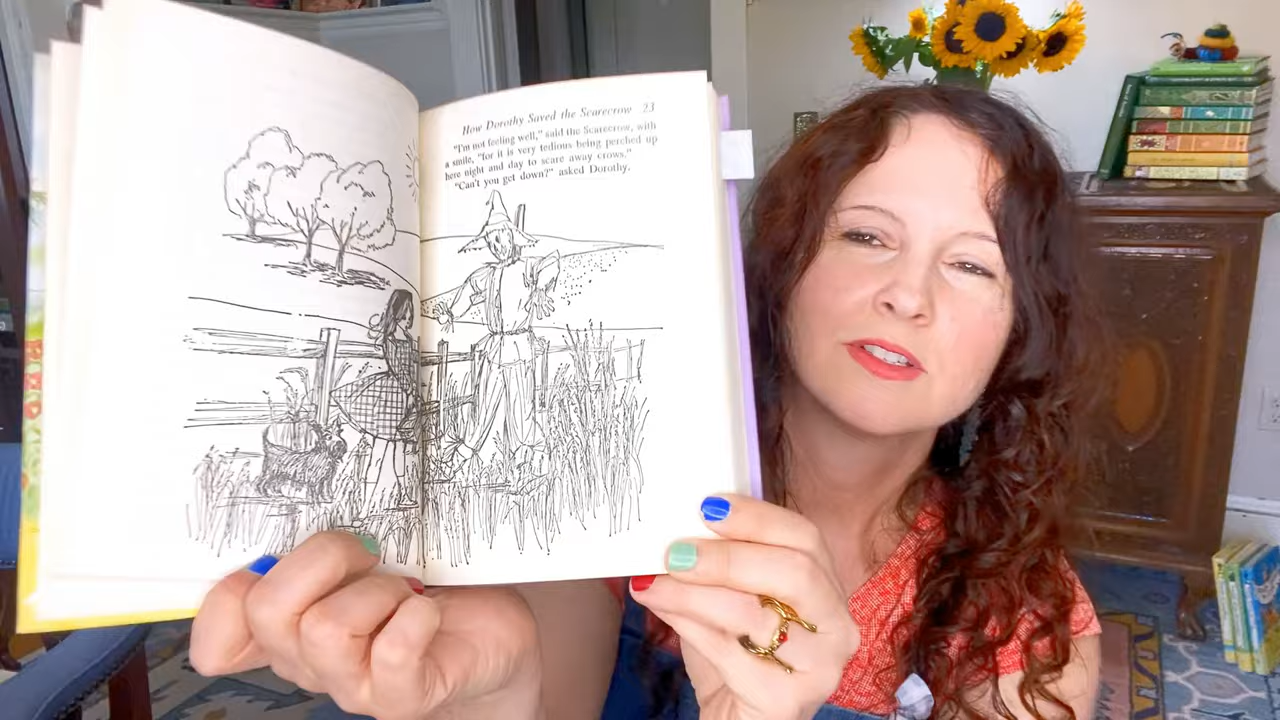 How Dorothy Saved the Scarecrow 23
"I'm not feeling well," said the Scarecrow, with
a smile, "for it is very tedious being perched up
here night and day to scare away crows."
"Can't you get down?" asked Dorothy.